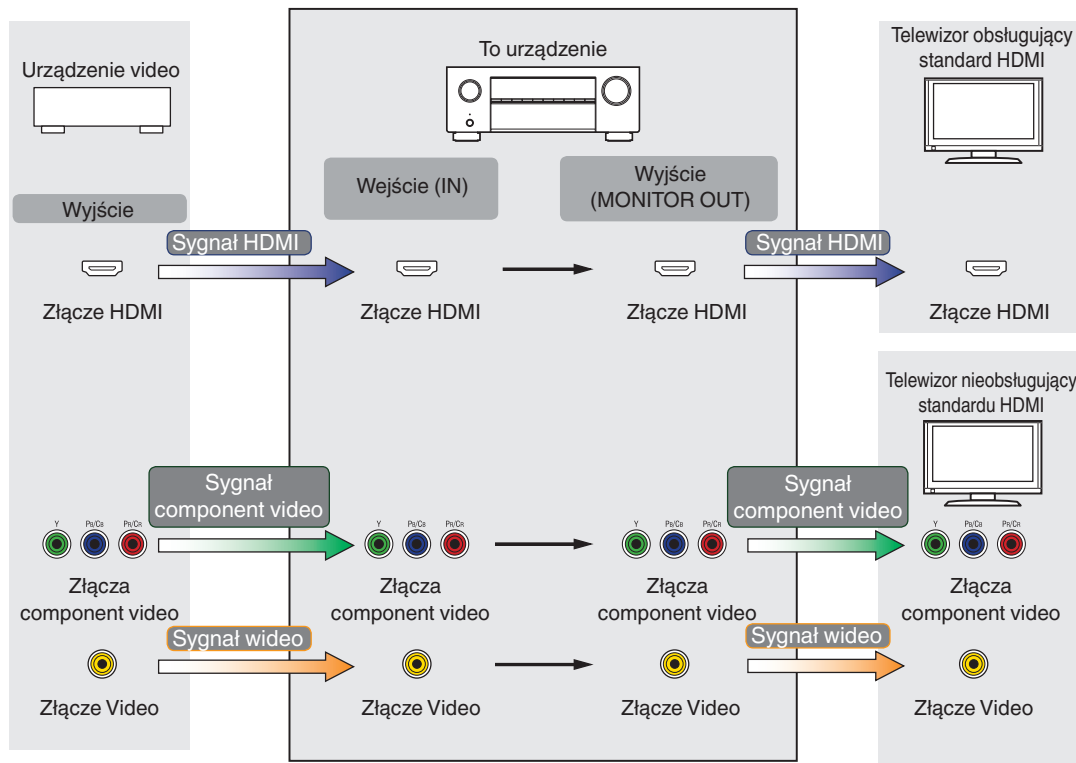 Urządzenie video
To urządzenie
Telewizor obsługujący
standard HDMI
Wyjście
Wejście (IN)
Wyjście
(MONITOR OUT)
Sygnał HDMI
Sygnał HDMI
Złącze HDMI
Złącze HDMI
Złącze HDMI
Złącze HDMI
Telewizor nieobsługujący
standardu HDMI
Sygnał
component video
Sygnał
component video
Y PB/CB PR/CR
Y PB/CB PR/CR
Y PB/CB PR/CR
Y PB/CB PR/CR
Złącza
component video
Złącza
component video
Złącza
component video
Złącza
component video
Sygnał wideo
Sygnał wideo
Złącze Video
Złącze Video
Złącze Video
Złącze Video